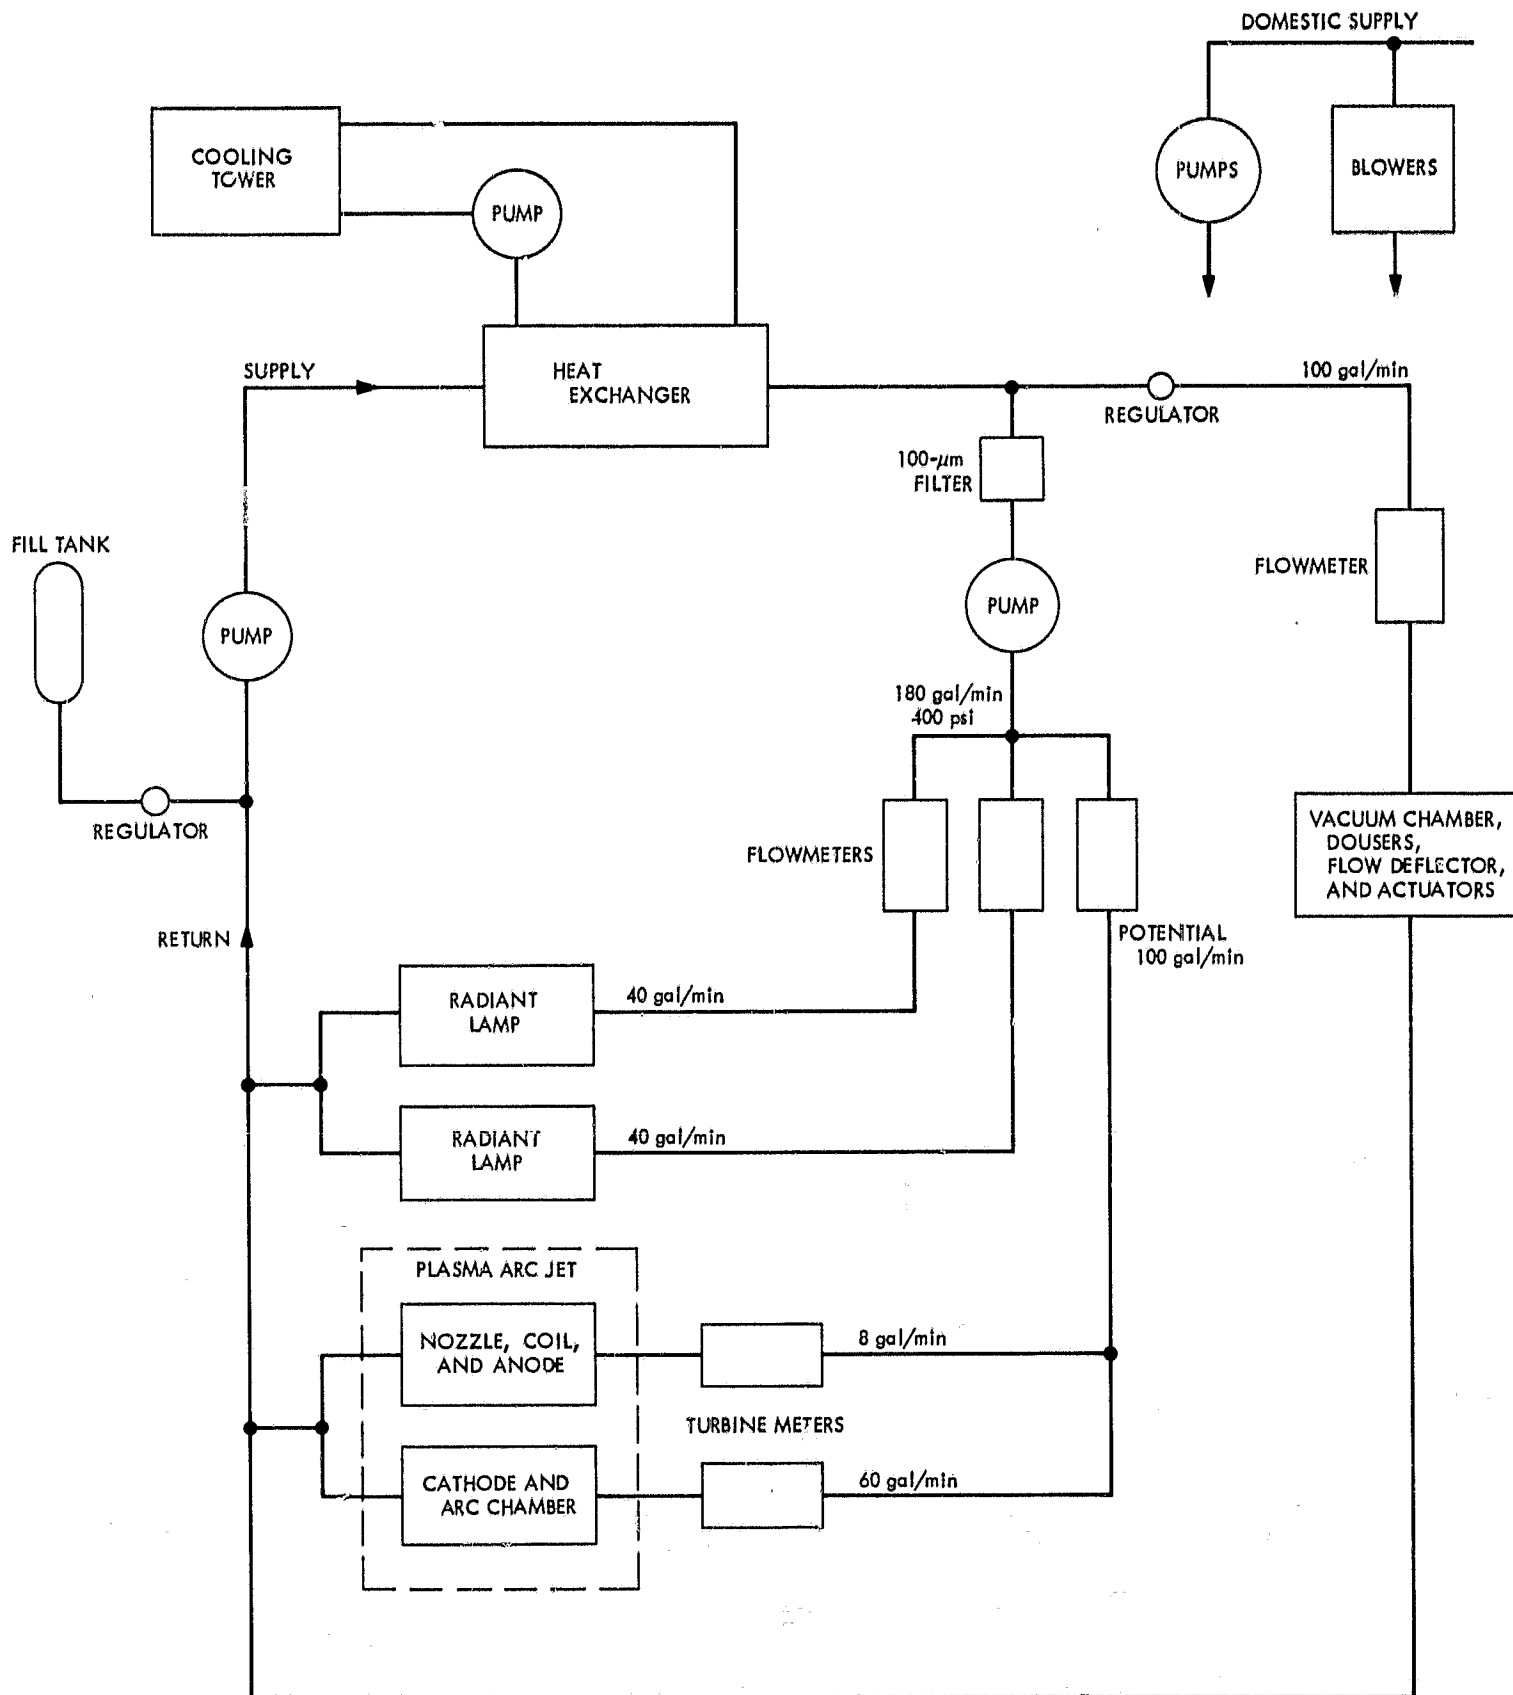 DOMESTIC SUPPLY
COOLING
TOWER
PUMP
PUMPS
BLOWERS
SUPPLY
HEAT
EXCHANGER
100 gal/min
REGULATOR
100-μm
FILTER
FILL TANK
FLOWMETER
PUMP
PUMP
180 gal/min
400 psi
REGULATOR
FLOWMETERS
VACUUM CHAMBER,
DOUSERS,
FLOW DEFLECTOR,
AND ACTUATORS
RETURN
POTENTIAL
100 gal/min
RADIANT
LAMP
40 gal/min
RADIANT
LAMP
40 gal/min
PLASMA ARC JET
NOZZLE, COIL,
AND ANODE
8 gal/min
TURBINE METERS
CATHODE AND
ARC CHAMBER
60 gal/min